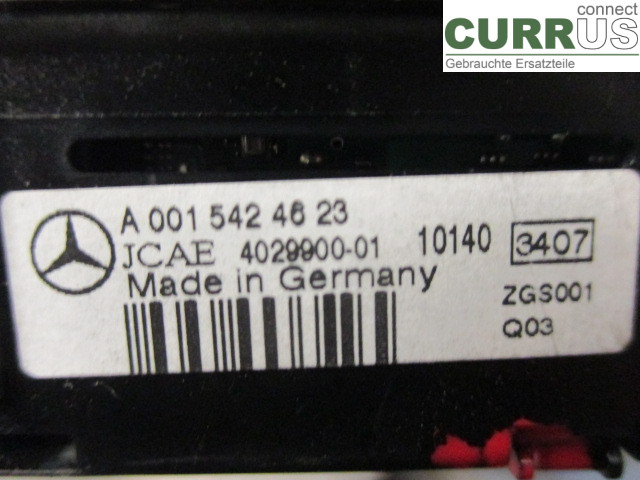 connect
CURRUS
Gebrauchte Ersatzteile
A 001 542 46 23
JCAE 4029900-01 10140 3407
Made in Germany
ZGS001
Q03